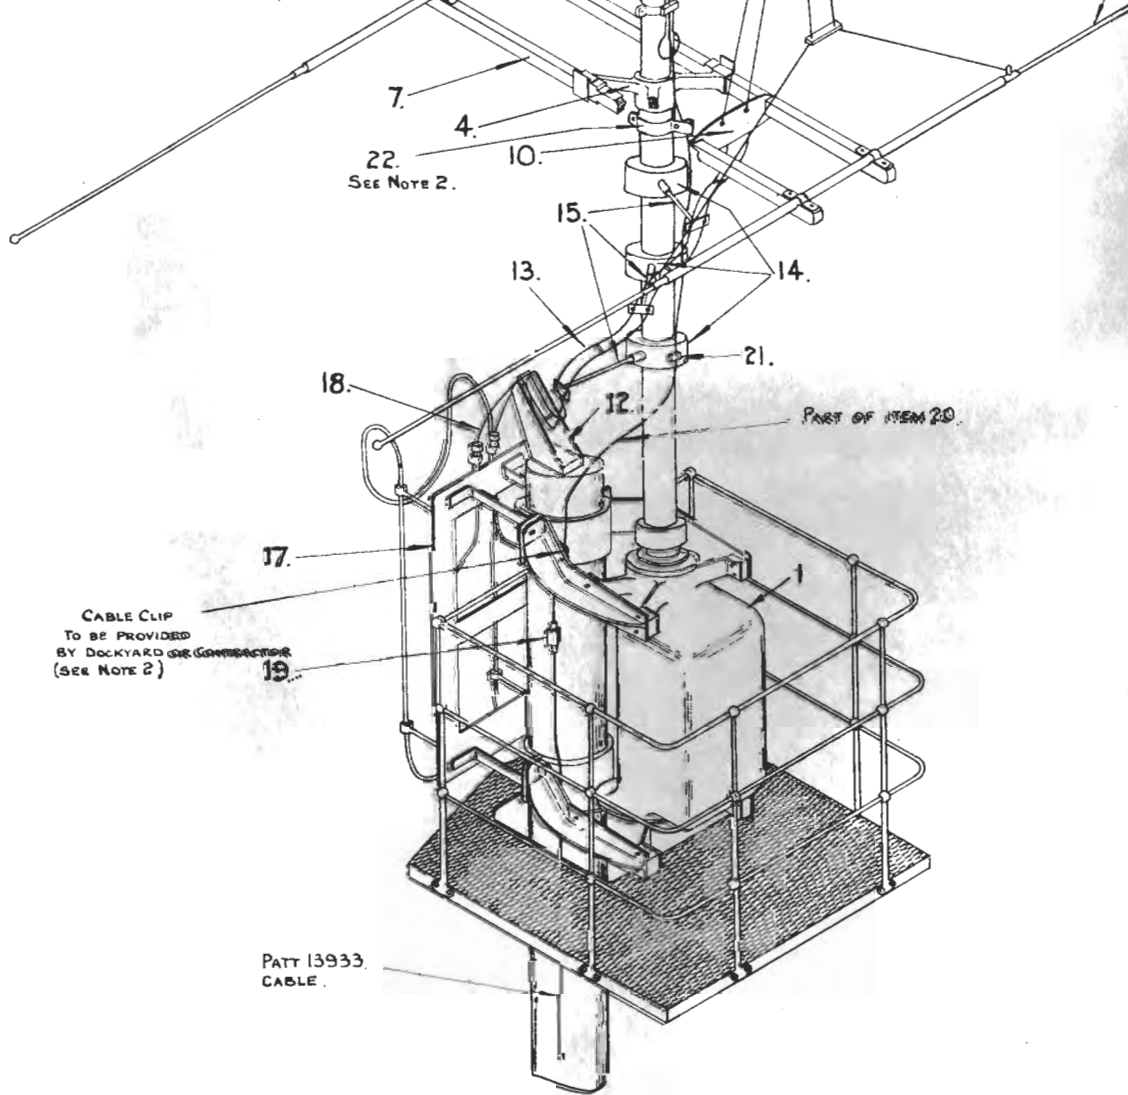 7.
4.
22.
SEE NOTE 2.
10.
15.
13.
14.
21.
18.
12.
PART OF ITEM 20.
17.
1
CABLE CLIP
TO BE PROVIDED
BY DOCKYARD OR CONTRACTOR
(SEE NOTE 2)
19.
PATT 13933.
CABLE.